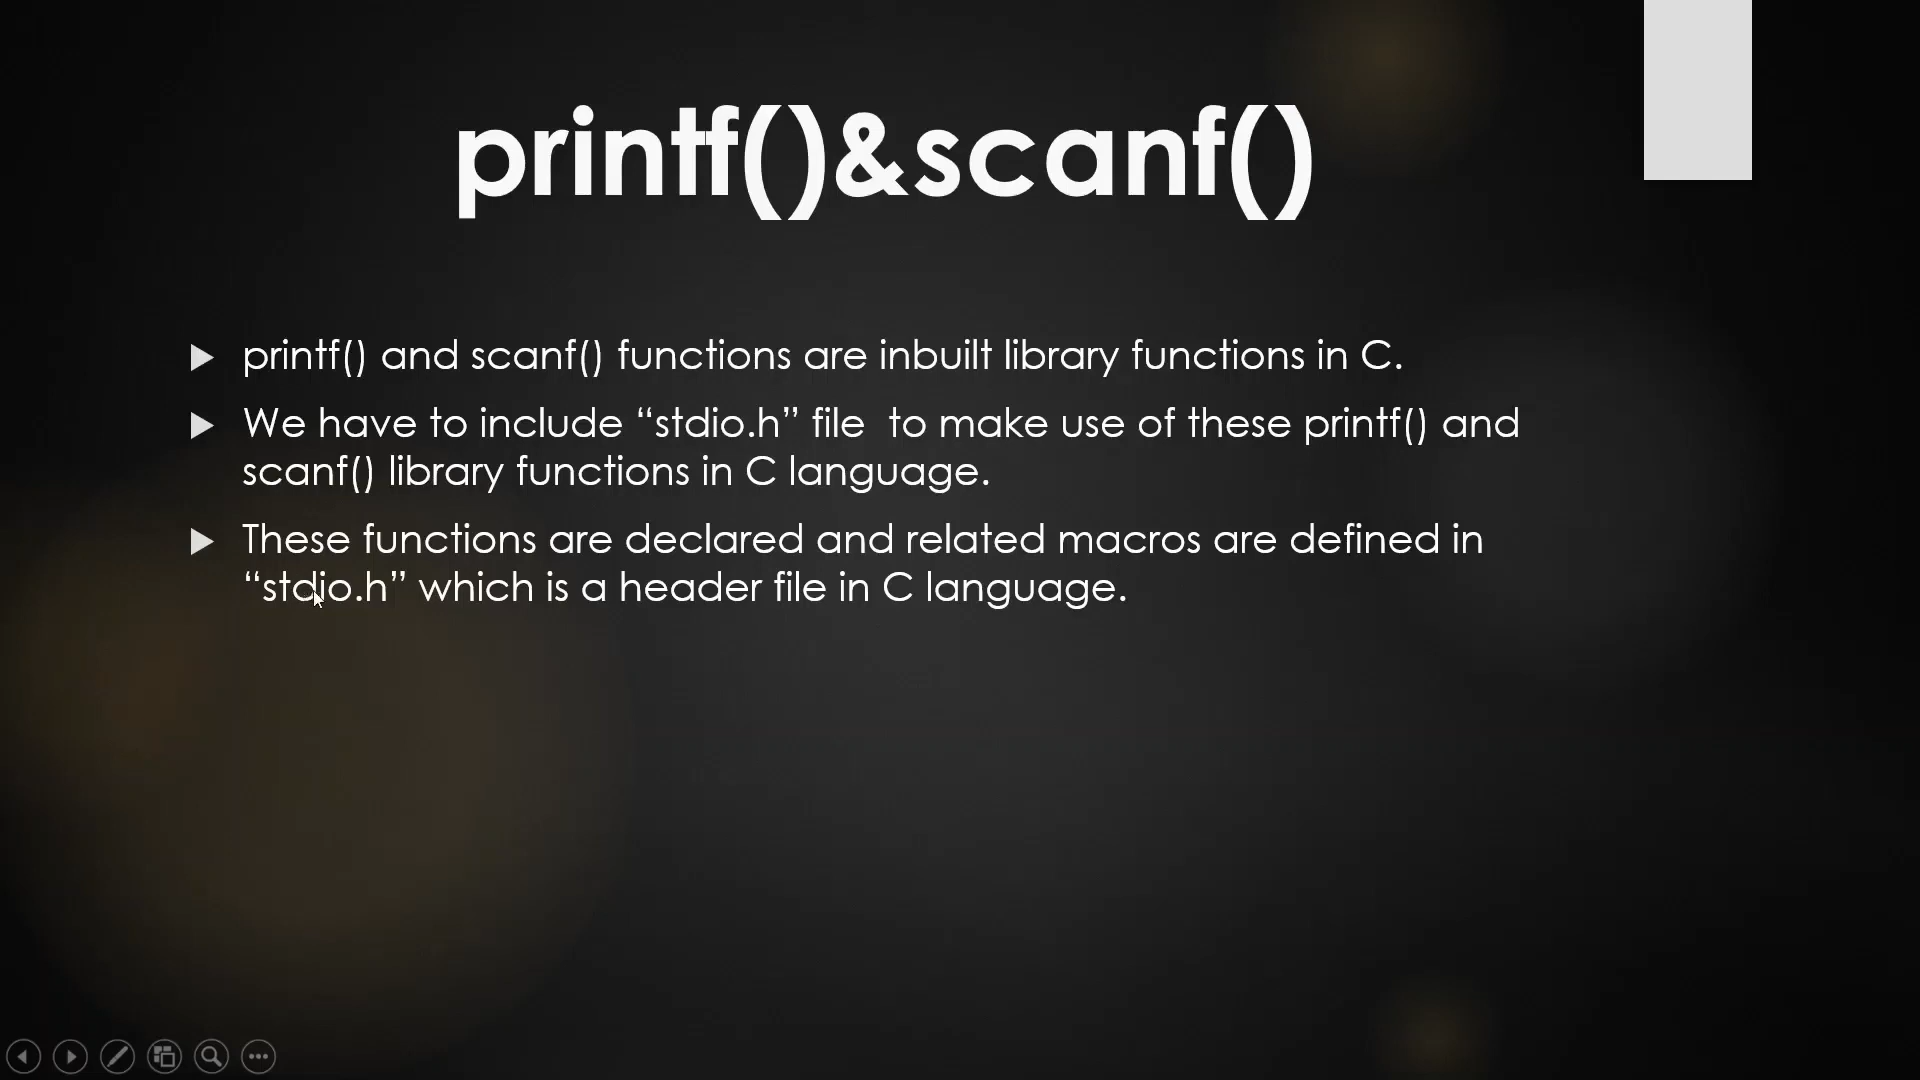 printf()&scanf()
printf() and scanf() functions are inbuilt library functions in C.
We have to include “stdio.h” file  to make use of these printf() and
scanf() library functions in C language.
These functions are declared and related macros are defined in
“stdio.h” which is a header file in C language.